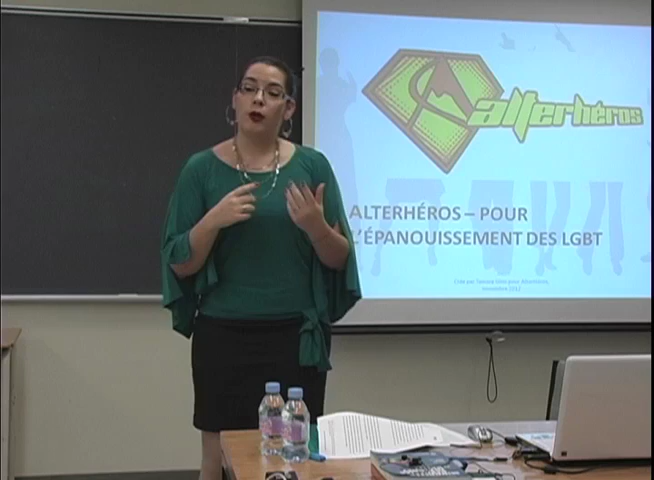 alterhéros
ALTERHÉROS – POUR
L'ÉPANOUISSEMENT DES LGBT